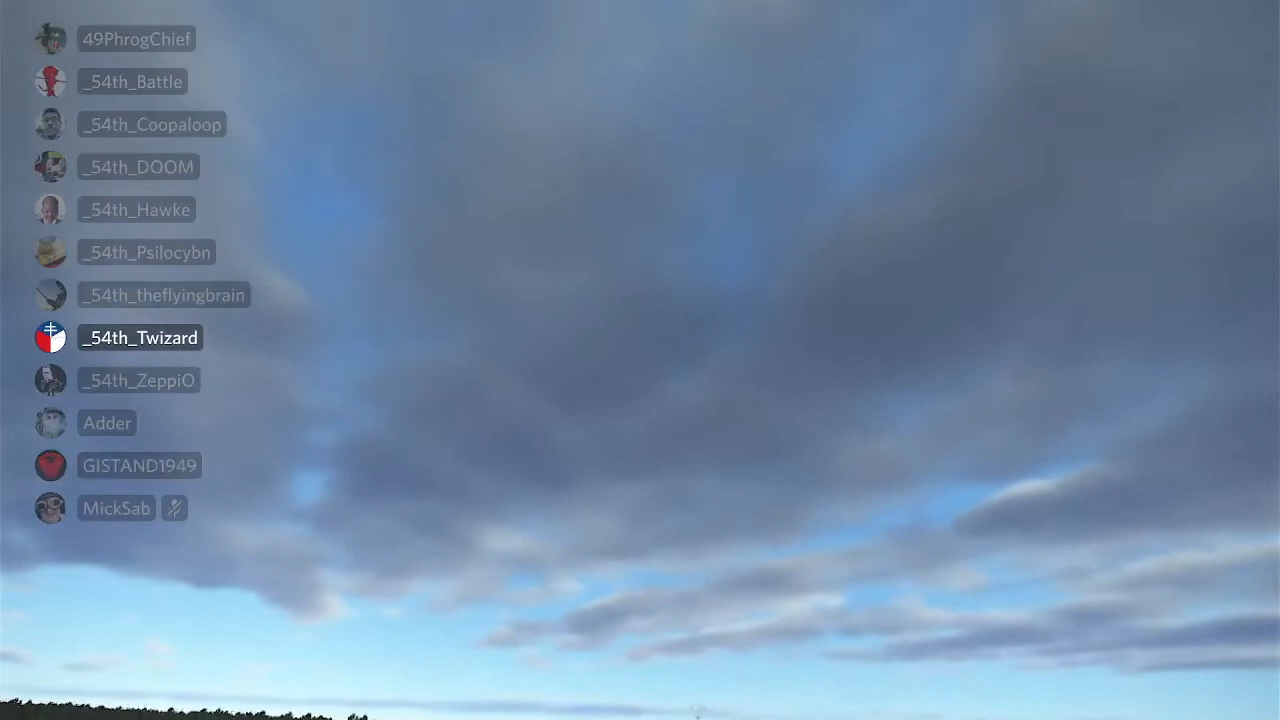 49PhrogChief
_54th_Battle
_54th_Coopaloop
_54th_DOOM
_54th_Hawke
_54th_Psilocybn
_54th_theflyingbrain
_54th_Twizard
_54th_ZeppiO
Adder
GISTAND1949
MickSab